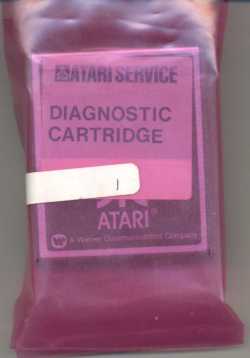 ATARI SERVICE
DIAGNOSTIC
CARTRIDGE
ATARI®
A Warner Communications Company